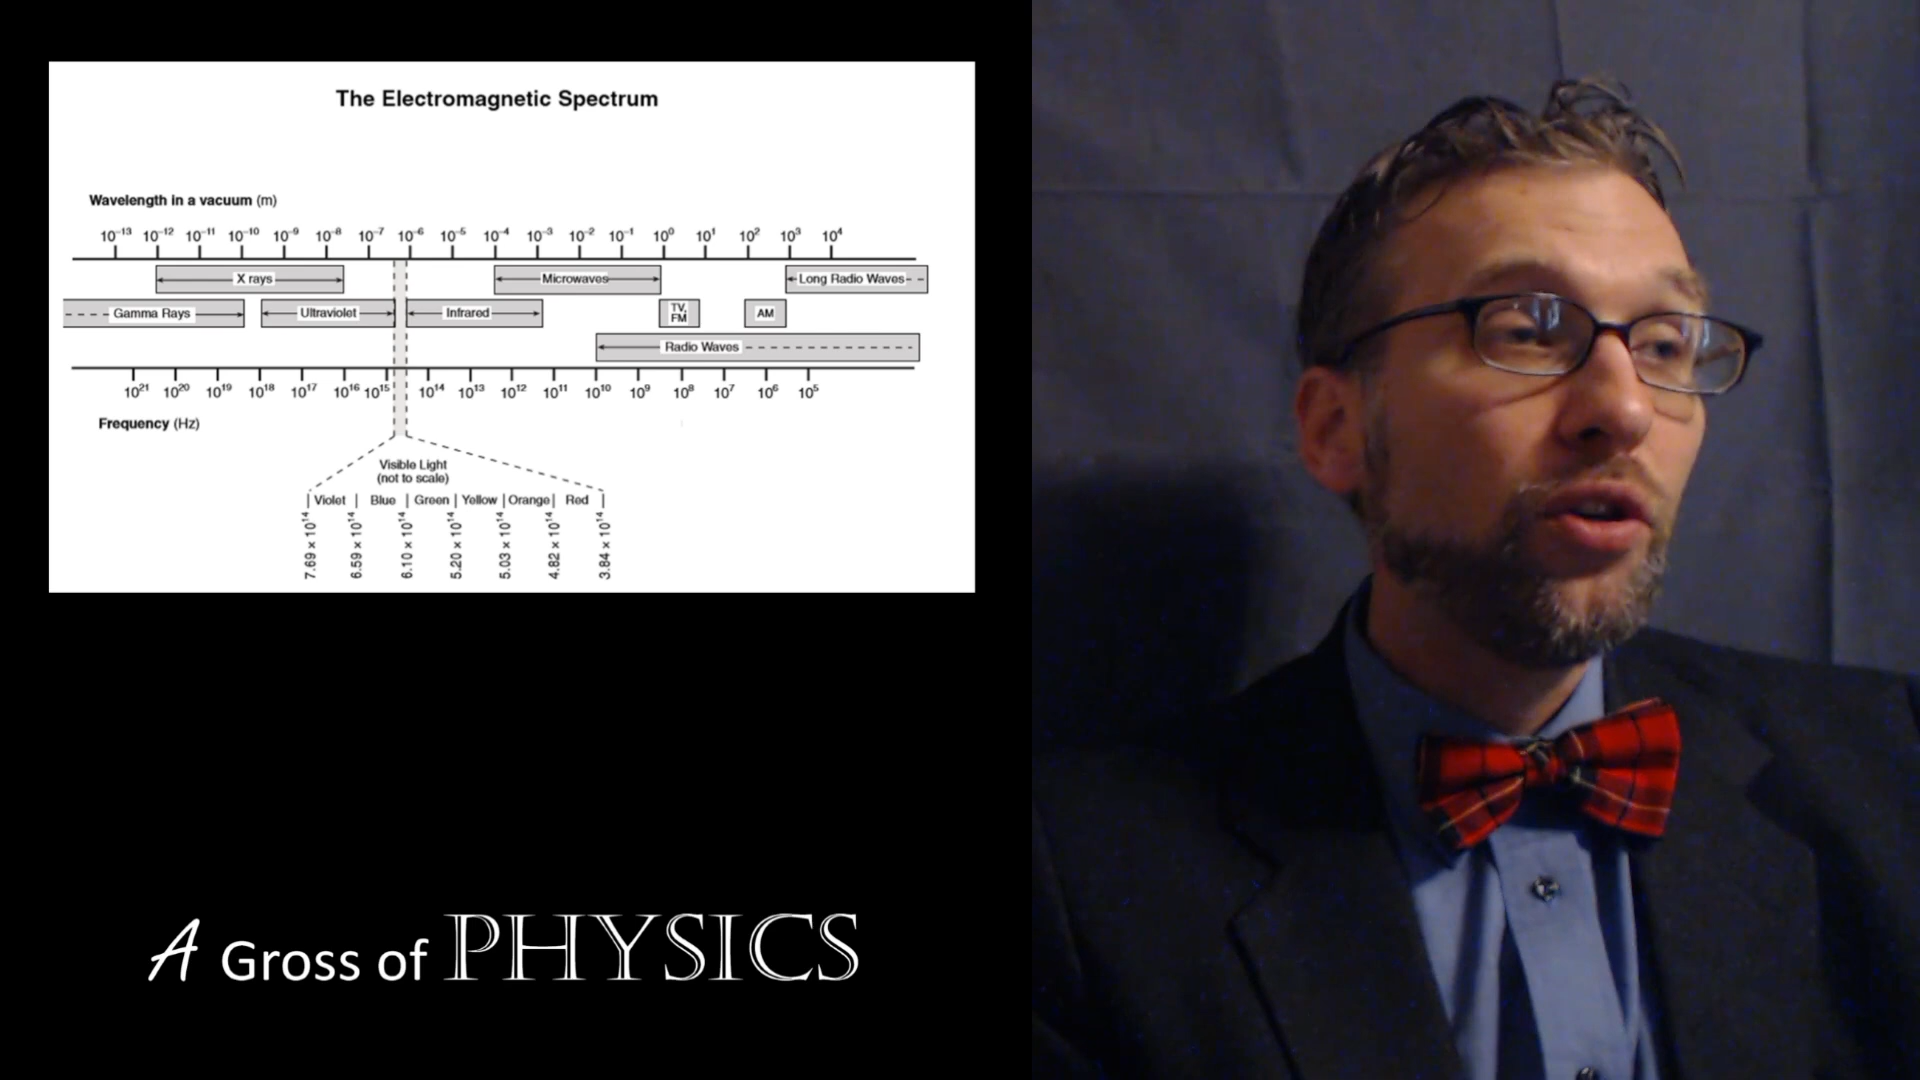 The Electromagnetic Spectrum
Wavelength in a vacuum (m)
10⁻¹³ 10⁻¹² 10⁻¹¹ 10⁻¹⁰ 10⁻⁹ 10⁻⁸ 10⁻⁷ 10⁻⁶ 10⁻⁵ 10⁻⁴ 10⁻³ 10⁻² 10⁻¹ 10⁰ 10¹ 10² 10³ 10⁴
X rays Microwaves Long Radio Waves
Gamma Rays Ultraviolet Infrared TV, FM AM
Radio Waves
10²¹ 10²⁰ 10¹⁹ 10¹⁸ 10¹⁷ 10¹⁶ 10¹⁵ 10¹⁴ 10¹³ 10¹² 10¹¹ 10¹⁰ 10⁹ 10⁸ 10⁷ 10⁶ 10⁵
Frequency (Hz)
Visible Light
(not to scale)
Violet Blue Green Yellow Orange Red
7.69 × 10¹⁴ 6.59 × 10¹⁴ 6.10 × 10¹⁴ 5.20 × 10¹⁴ 5.03 × 10¹⁴ 4.82 × 10¹⁴ 3.84 × 10¹⁴
A Gross of PHYSICS